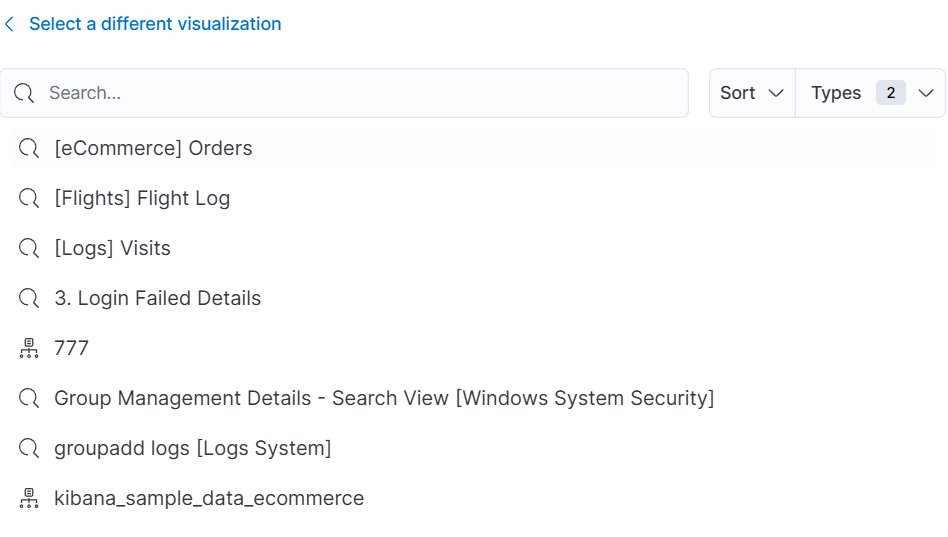 Select a different visualization
Search...
Sort
Types 2
[eCommerce] Orders
[Flights] Flight Log
[Logs] Visits
3. Login Failed Details
777
Group Management Details - Search View [Windows System Security]
groupadd logs [Logs System]
kibana_sample_data_ecommerce